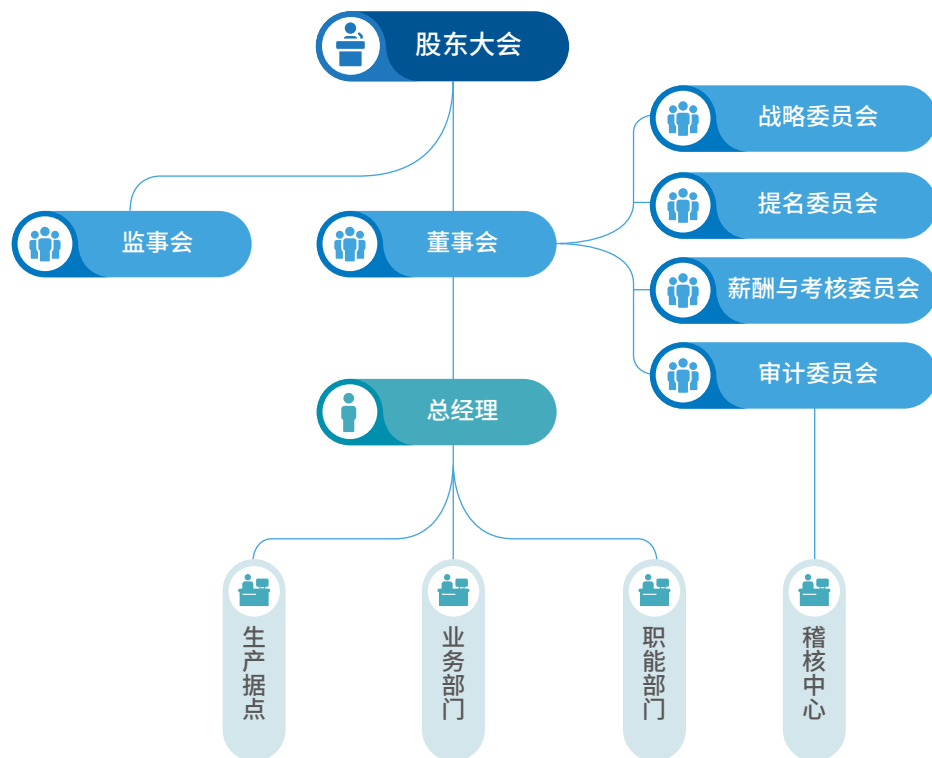 股东大会
战略委员会
提名委员会
监事会
董事会
薪酬与考核委员会
审计委员会
总经理
生产据点
业务部门
职能部门
稽核中心